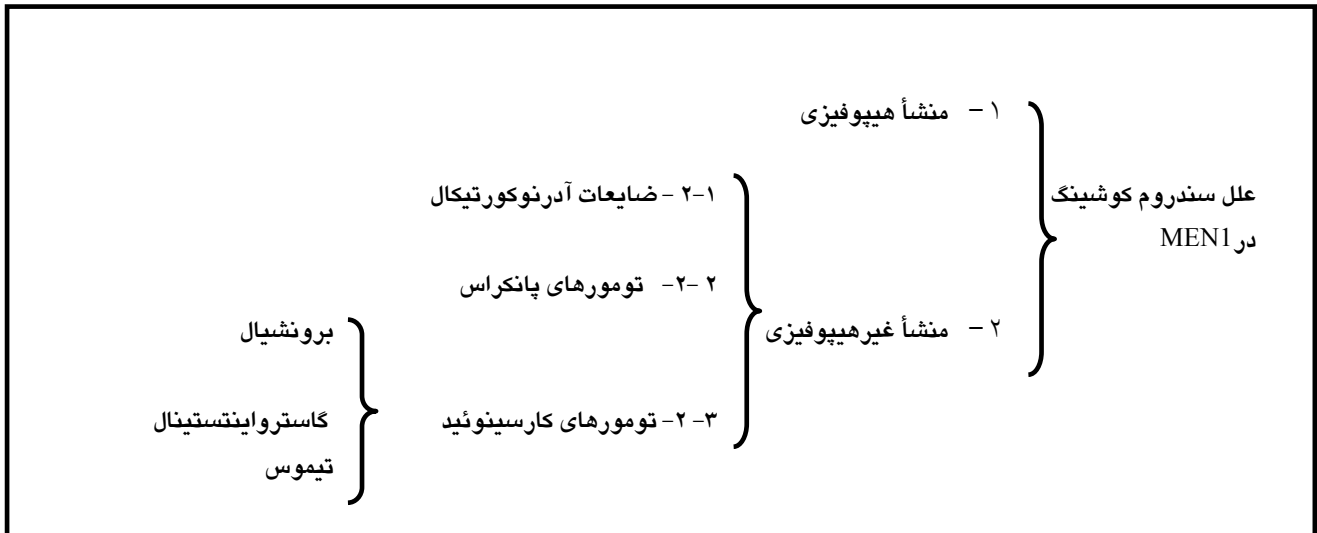 علل سندروم کوشینگ
در MEN1
۱ - منشأ هیپوفیزی
۲ - منشأ غیرهیپوفیزی
۲-۱ - ضایعات آدرنوکورتیکال
۲ -۲- تومورهای پانکراس
۳- ۲- تومورهای کارسینوئید
برونشیال
گاسترواینتستینال
تیموس